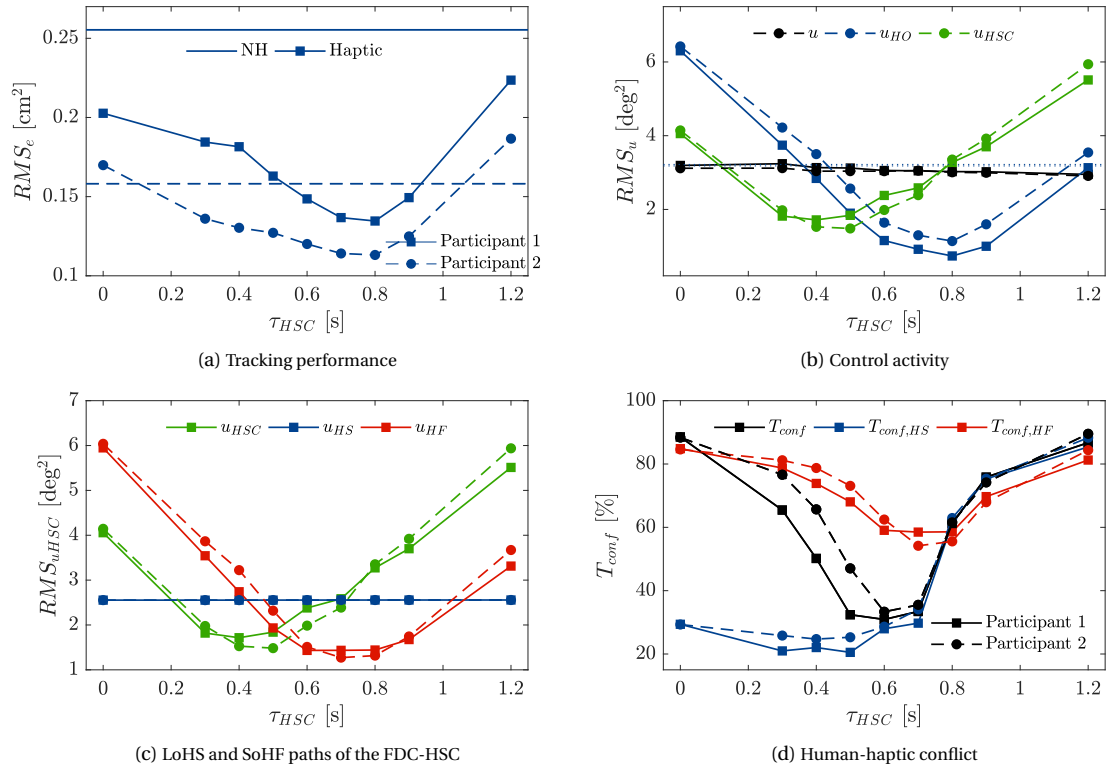 0.25
0.2
0.15
0.1
RMS_e [cm²]
NH Haptic
Participant 1
Participant 2
0 0.2 0.4 0.6 0.8 1 1.2
τ_HSC [s]
(a) Tracking performance
6
4
2
RMS_u [deg²]
u u_HO u_HSC
0 0.2 0.4 0.6 0.8 1 1.2
τ_HSC [s]
(b) Control activity
7
6
5
4
3
2
1
RMS_uHSC [deg²]
u_HSC u_HS u_HF
0 0.2 0.4 0.6 0.8 1 1.2
τ_HSC [s]
(c) LoHS and SoHF paths of the FDC-HSC
100
80
60
40
20
T_conf [%]
T_conf T_conf,HS T_conf,HF
Participant 1
Participant 2
0 0.2 0.4 0.6 0.8 1 1.2
τ_HSC [s]
(d) Human-haptic conflict